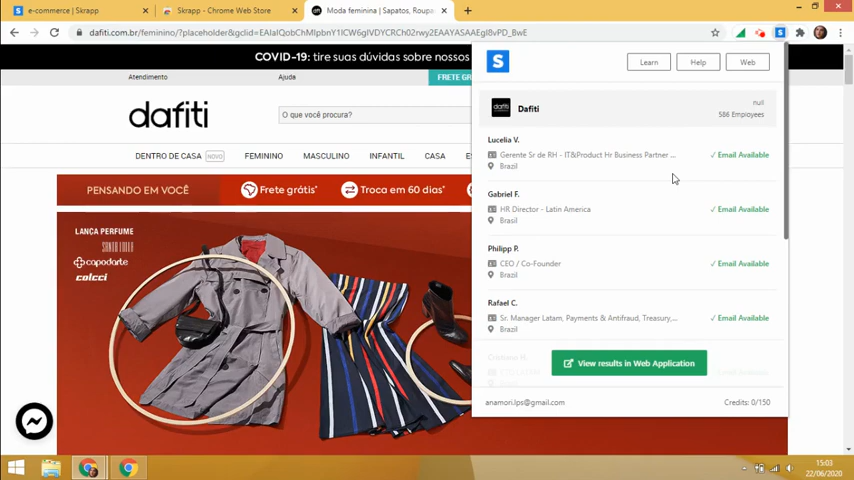 e-commerce | Skrapp
Skrapp - Chrome Web Store
Moda feminina | Sapatos, Roupa
dafiti.com.br/feminino/?placeholder&gclid=
COVID-19: tire suas dúvidas sobre nossos
Atendimento
Ajuda
FRETE GR
dafiti
O que você procura?
DENTRO DE CASA NOVO
FEMININO
MASCULINO
INFANTIL
CASA
E
PENSANDO EM VOCÊ
Frete grátis*
Troca em 60 dias*
LANÇA PERFUME
SANTA LOLLA
capodarte
colcci
S
Learn
Help
Web
dafiti
Dafiti
null
586 Employees
Lucelia V.
Gerente Sr de RH - IT&Product Hr Business Partner ...
✓ Email Available
Brazil
Gabriel F.
HR Director - Latin America
✓ Email Available
Brasil
Philipp P.
CEO / Co-Founder
✓ Email Available
Brazil
Rafael C.
Sr. Manager Latam, Payments & Antifraud, Treasury,...
✓ Email Available
Brazil
View results in Web Application
anamori.lps@gmail.com
Credits: 0/150
15:03
22/06/2020